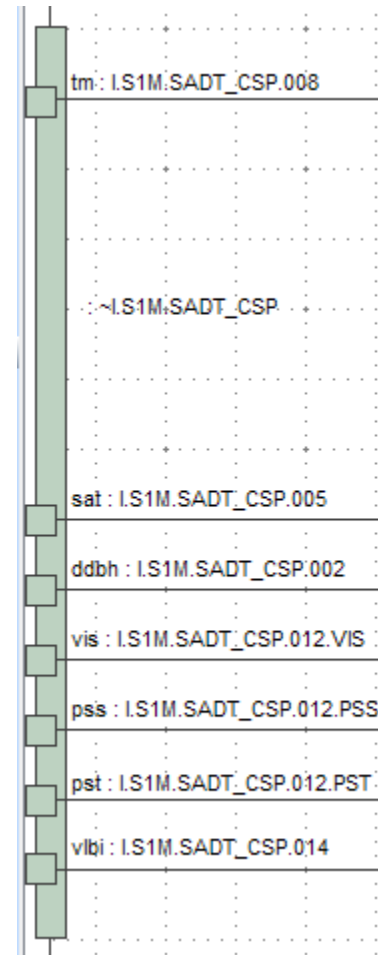 tm : I.S1M.SADT_CSP.008
: ~I.S1M.SADT_CSP
sat : I.S1M.SADT_CSP.005
ddbh : I.S1M.SADT_CSP.002
vis : I.S1M.SADT_CSP.012.VIS
pss : I.S1M.SADT_CSP.012.PSS
pst : I.S1M.SADT_CSP.012.PST
vlbi : I.S1M.SADT_CSP.014